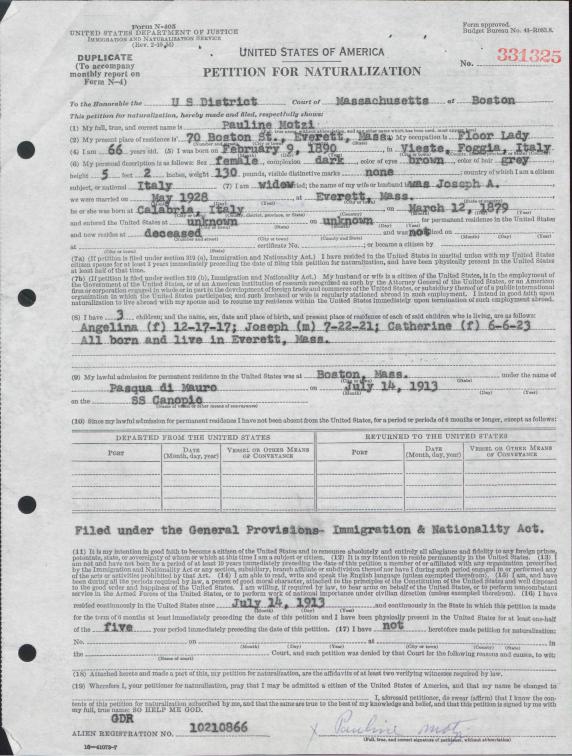 Form N-405
UNITED STATES DEPARTMENT OF JUSTICE
IMMIGRATION AND NATURALIZATION SERVICE
Form approved.
DUPLICATE
(To accompany
monthly report on
Form N-4)
UNITED STATES OF AMERICA
PETITION FOR NATURALIZATION
No. 331325
To the Honorable the U S District Court of Massachusetts at Boston
This petition for naturalization, hereby made and filed, respectfully shows:
(1) My full, true, and correct name is Pauline Motzi
(2) My present place of residence is 70 Boston St., Everett, Mass. My occupation is Floor Lady
(4) I am 66 years old. (5) I was born on February 9, 1890 in Vieste, Foggia, Italy
(6) My personal description is as follows: Sex female, complexion dark, color of eyes brown, color of hair grey
height 5 feet 2 inches, weight 130 pounds, visible distinctive marks none; country of which I am a citizen
subject, or national Italy (7) I am widow; the name of my wife or husband was Joseph A.
we were married on May 1928 at Everett, Mass.
he or she was born at Calabria, Italy on March 12, 1879
and entered the United States at unknown on unknown for permanent residence in the United States
and now resides at deceased and was not
at certificate No. ; or became a citizen by
(7a) (If petition is filed under section 319 (a), Immigration and Nationality Act.) I have resided in the United States in marital union with my United States
citizen spouse for at least 3 years immediately preceding the date of filing this petition for naturalization, and have been physically present in the United States
at least half of that time.
(7b) (If petition is filed under section 319 (b), Immigration and Nationality Act.) My husband or wife is a citizen of the United States, is in the employment of
the Government of the United States, or of an American institution of research recognized as such by the Attorney General of the United States, or an American
firm or corporation engaged in whole or in part in the development of foreign trade and commerce of the United States, or a subsidiary thereof or of a public international
organization in which the United States participates; and such husband or wife is regularly stationed abroad in such employment. I intend in good faith upon
naturalization to live abroad with my spouse and to resume my residence within the United States immediately upon termination of such employment abroad.
(8) I have 3 children; and the name, sex, date and place of birth, and present place of residence of each of said children who is living, are as follows:
Angelina (f) 12-17-17; Joseph (m) 7-22-21; Catherine (f) 6-6-23
All born and live in Everett, Mass.
(9) My lawful admission for permanent residence in the United States was at Boston, Mass. under the name of
Pasqua di Mauro on July 14, 1913
on the SS Canopic
(10) Since my lawful admission for permanent residence I have not been absent from the United States, for a period or periods of 6 months or longer, except as follows:
DEPARTED FROM THE UNITED STATES RETURNED TO THE UNITED STATES
PORT DATE (Month, day, year) VESSEL OR OTHER MEANS OF CONVEYANCE PORT DATE (Month, day, year) VESSEL OR OTHER MEANS OF CONVEYANCE
Filed under the General Provisions- Immigration & Nationality Act.
(11) It is my intention in good faith to become a citizen of the United States and to renounce absolutely and entirely all allegiance and fidelity to any foreign prince,
potentate, state, or sovereignty of whom or which at this time I am a subject or citizen. (12) It is my intention to reside permanently in the United States. (13) I
am not and have not been for a period of at least 10 years immediately preceding the date of this petition a member of or affiliated with any organization proscribed
by the Immigration and Nationality Act or any section, subsidiary, branch, affiliate or subdivision thereof nor have I during such period engaged in or performed any
of the acts or activities prohibited by that Act. (14) I am able to read, write and speak the English language (unless exempted therefrom). (15) I am, and have
been during all the periods required by law, a person of good moral character, attached to the principles of the Constitution of the United States and well disposed
to the good order and happiness of the United States. I am willing, if required by law, to bear arms on behalf of the United States, or to perform noncombatant
service in the Armed Forces of the United States, or to perform work of national importance under civilian direction (unless exempted therefrom). (16) I have
resided continuously in the United States since July 14, 1913 and continuously in the State in which this petition is made
for the term of 6 months at least immediately preceding the date of this petition and I have been physically present in the United States for at least one-half
of the five year period immediately preceding the date of this petition. (17) I have not heretofore made petition for naturalization:
No. on at
the Court, and such petition was denied by that Court for the following reasons and causes, to wit:
(18) Attached hereto and made a part of this, my petition for naturalization, are the affidavits of at least two verifying witnesses required by law.
(19) Wherefore I, your petitioner for naturalization, pray that I may be admitted a citizen of the United States of America, and that my name be changed to
I, aforesaid petitioner, do swear (affirm) that I know the con-
tents of this petition for naturalization subscribed by me, and that the same are true to the best of my knowledge and belief, and that this petition is signed by me with
my full, true name: SO HELP ME GOD.
GDR
ALIEN REGISTRATION NO. 10210866
x Pauline Motzi
(Full, true, and correct signature of petitioner, without abbreviation)